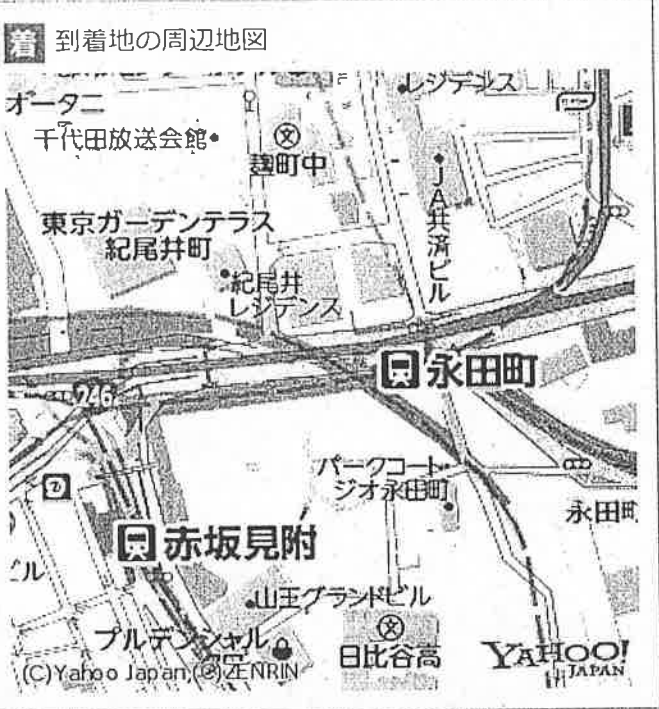 着 到着地の周辺地図
レジデンス
オータニ
千代田放送会館
麹町中
JA共済ビル
東京ガーデンテラス
紀尾井町
紀尾井
レジデンス
永田町
246
パークコート
ジオ永田町
永田町
赤坂見附
ビル
山王グランドビル
プルデンシャル
日比谷高
YAHOO!
JAPAN
(C)Yahoo Japan,(C)ZENRIN